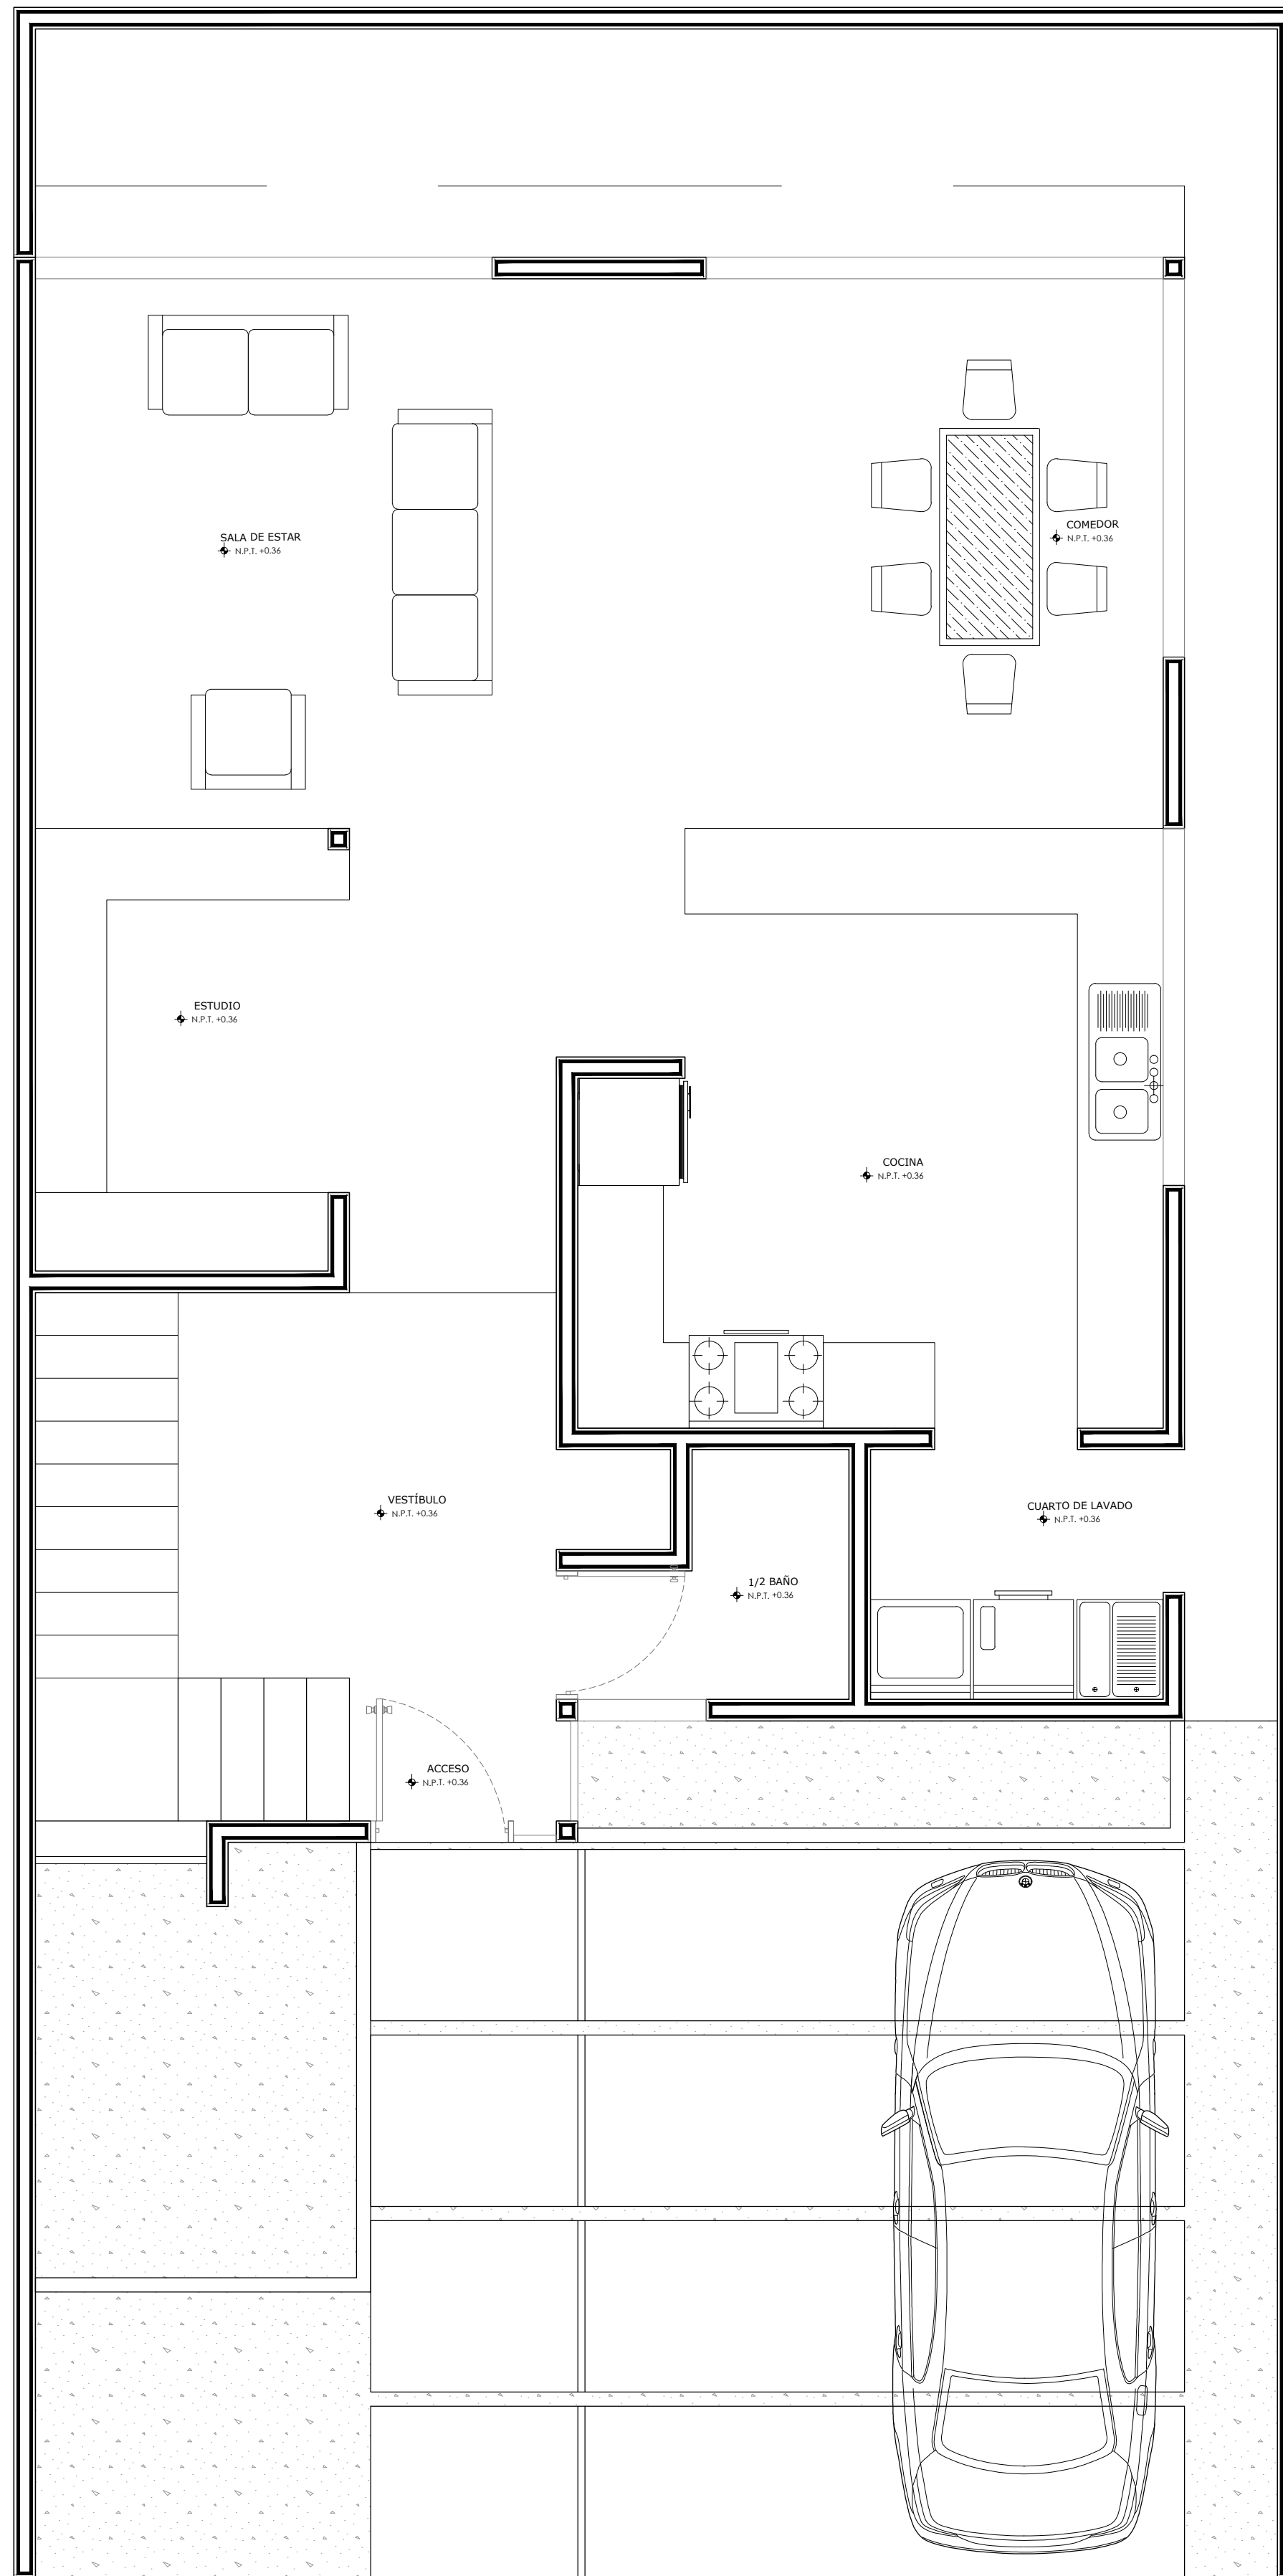 COMEDOR
N.P.T. +0.36
SALA DE ESTAR
N.P.T. +0.36
ESTUDIO
N.P.T. +0.36
COCINA
N.P.T. +0.36
VESTÍBULO
N.P.T. +0.36
CUARTO DE LAVADO
N.P.T. +0.36
1/2 BAÑO
N.P.T. +0.36
ACCESO
N.P.T. +0.36